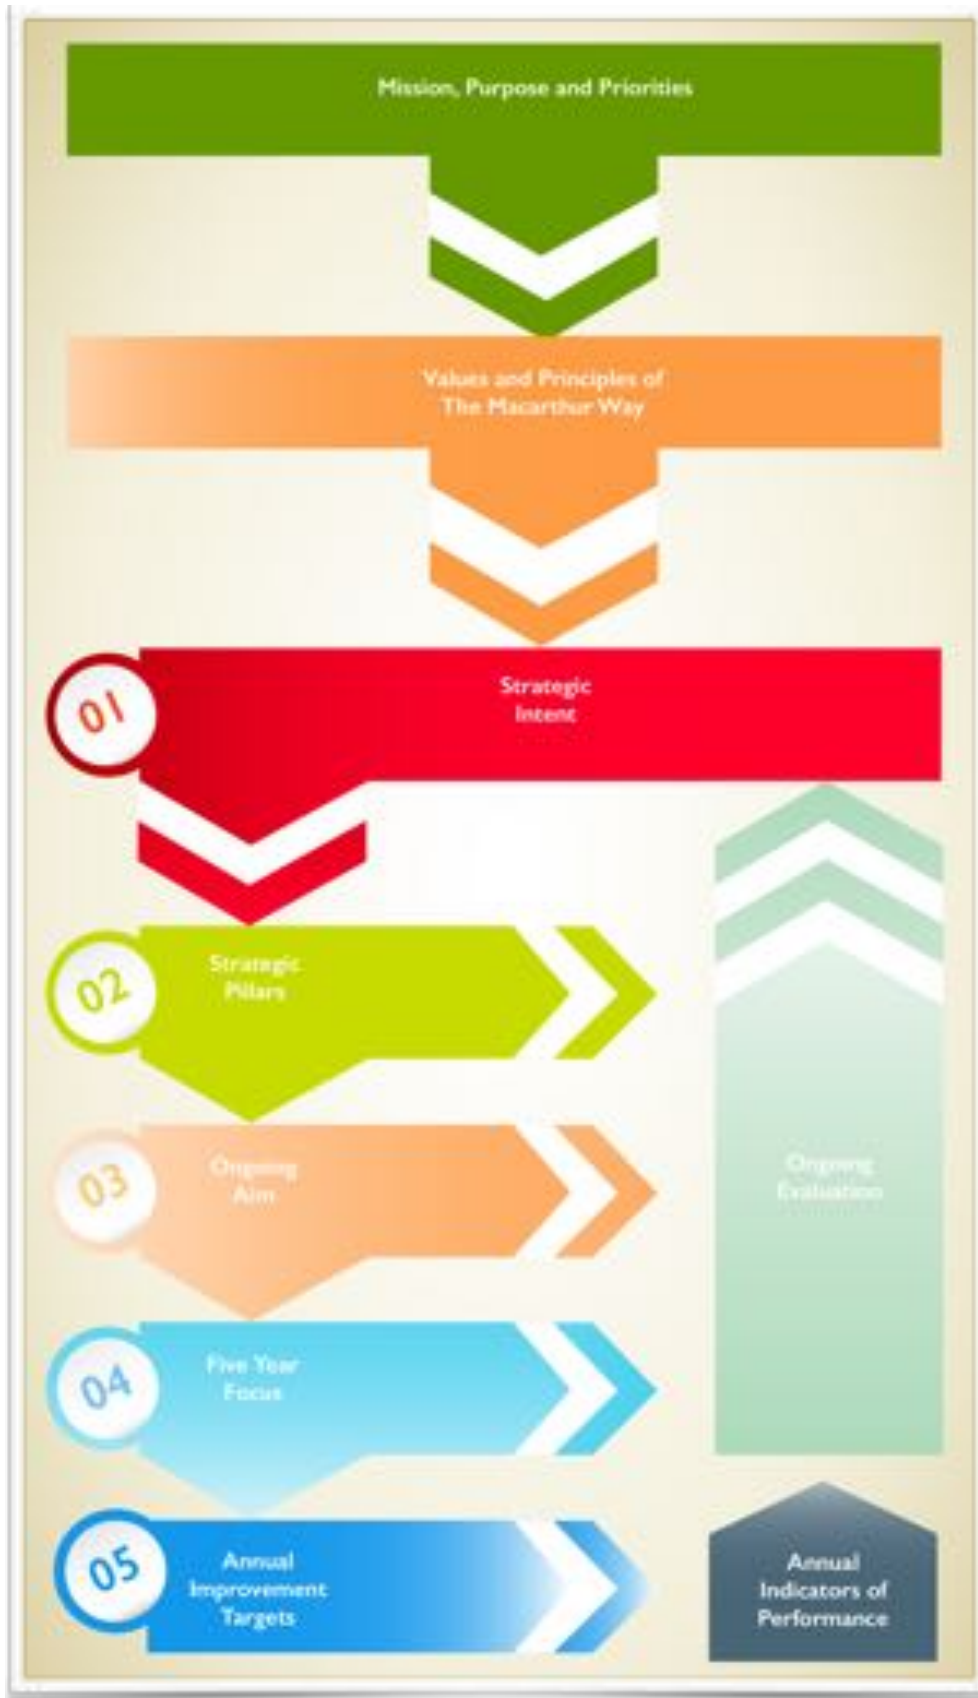 Mission, Purpose and Priorities
Values and Principles of
The Macarthur Way
01
Strategic
Intent
02
Strategic
Pillars
03
Ongoing
Aim
Ongoing
Evaluation
04
Five Year
Focus
05
Annual
Improvement
Targets
Annual
Indicators of
Performance